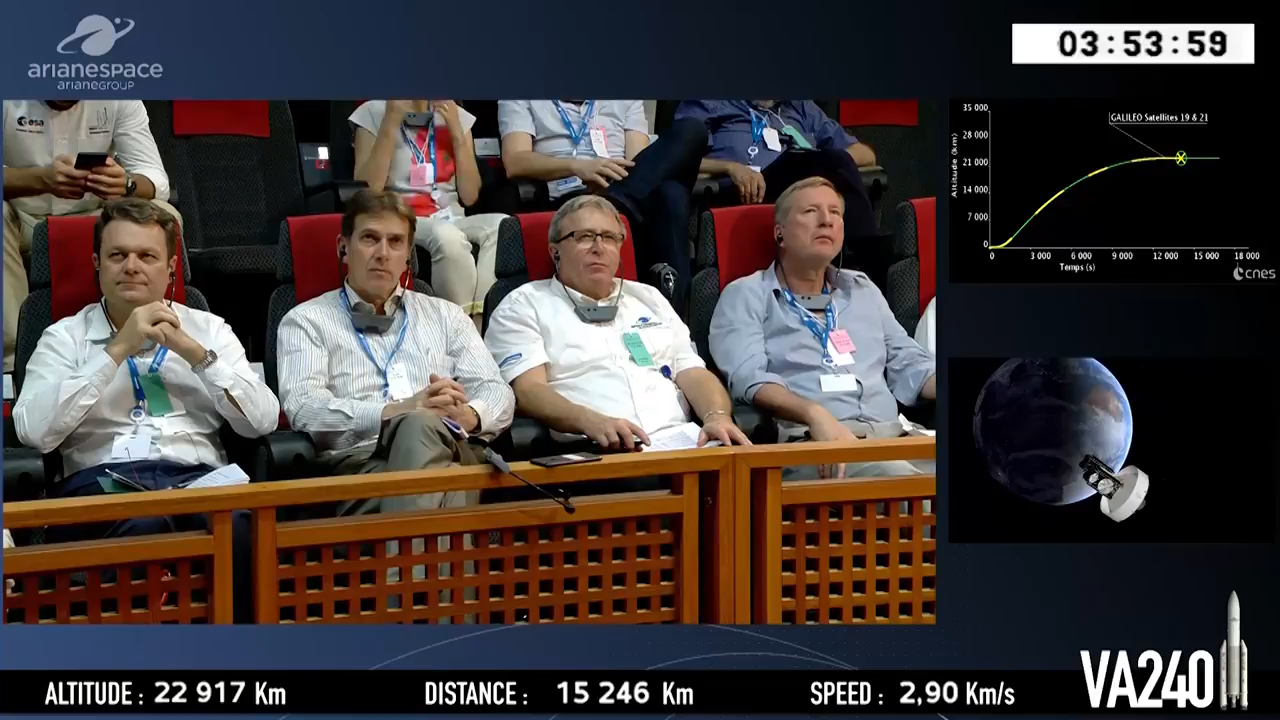 arianespace
arianeGROUP
03:53:59
esa
35 000
28 000
21 000
14 000
7 000
0
Altitude (km)
GALILEO Satellites 19 & 21
0 3 000 6 000 9 000 12 000 15 000 18 000
Temps (s)
cnes
VA240
ALTITUDE : 22 917 Km DISTANCE : 15 246 Km SPEED : 2,90 Km/s